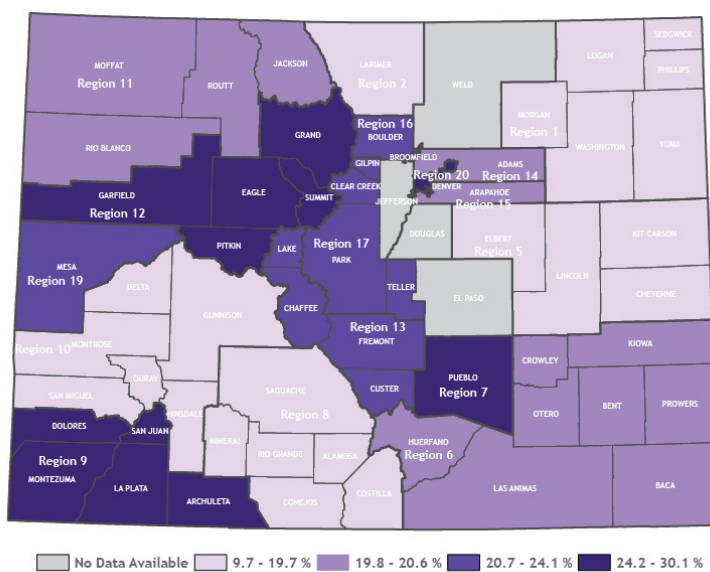 SEDGWICK
LOGAN
PHILLIPS
MOFFAT
Region 11
JACKSON
LARIMER
Region 2
ROUTT
WELD
MORGAN
Region 1
GRAND
Region 16
BOULDER
WASHINGTON
YUMA
RIO BLANCO
BROOMFIELD
GILPIN
ADAMS
Region 20
Region 14
CLEAR CREEK
DENVER
ARAPAHOE
Region 15
GARFIELD
Region 12
EAGLE
SUMMIT
JEFFERSON
DOUGLAS
ELBERT
Region 5
KIT CARSON
PITKIN
LAKE
Region 17
PARK
MESA
Region 19
LINCOLN
CHEYENNE
DELTA
TELLER
EL PASO
GUNNISON
CHAFFEE
Region 13
FREMONT
KIOWA
Region 10
MONTROSE
CROWLEY
OURAY
PUEBLO
Region 7
SAN MIGUEL
SAGUACHE
Region 8
CUSTER
BENT
PROWERS
OTERO
HINSDALE
DOLORES
SAN JUAN
MINERAL
RIO GRANDE
ALAMOSA
HUERFANO
Region 6
Region 9
MONTEZUMA
LA PLATA
ARCHULETA
CONEJOS
COSTILLA
LAS ANIMAS
BACA
No Data Available
9.7 - 19.7 %
19.8 - 20.6 %
20.7 - 24.1 %
24.2 - 30.1 %